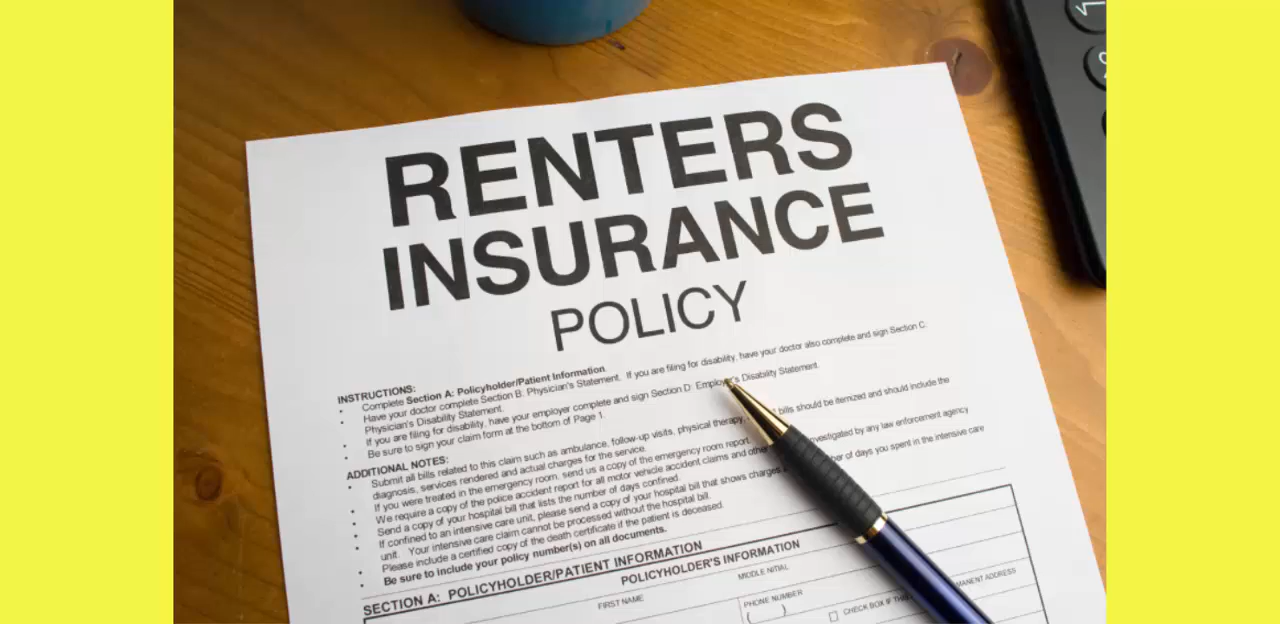 RENTERS
INSURANCE
POLICY
INSTRUCTIONS:
• Complete Section A: Policyholder/Patient Information.
• Have your doctor complete Section B: Physician's Statement. If you are filing for disability, have your doctor also complete and sign Section C:
Physician's Disability Statement.
• If you are filing for disability, have your employer complete and sign Section D: Employer's Disability Statement.
• Be sure to sign your claim form at the bottom of Page 1.
ADDITIONAL NOTES:
• Submit all bills related to this claim such as ambulance, follow-up visits, physical therapy, bills should be itemized and should include the
diagnosis, services rendered and actual charges for the service.
• If you were treated in the emergency room, send us a copy of the emergency room report.
• We require a copy of the police accident report for all motor vehicle accident claims and other investigated by any law enforcement agency
• Send a copy of your hospital bill that lists the number of days confined.
• If confined to an intensive care unit, please send a copy of your hospital bill that shows charges of days you spent in the intensive care
unit. Your intensive care claim cannot be processed without the hospital bill.
• Please include a certified copy of the death certificate if the patient is deceased.
• Be sure to include your policy number(s) on all documents.
SECTION A: POLICYHOLDER/PATIENT INFORMATION
POLICYHOLDER'S INFORMATION
FIRST NAME MIDDLE INITIAL
PHONE NUMBER
( ) CHECK BOX IF ADDRESS